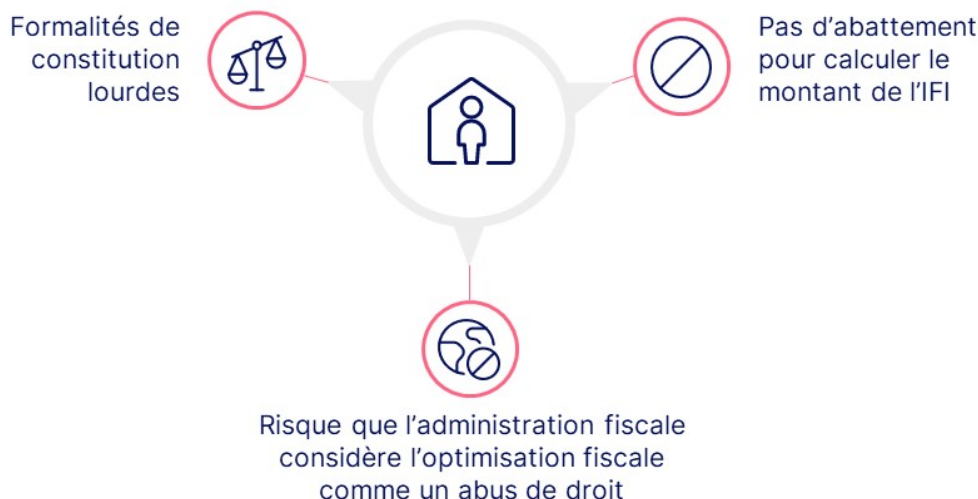 Formalités de
constitution
lourdes
Pas d'abattement
pour calculer le
montant de l'IFI
Risque que l'administration fiscale
considère l'optimisation fiscale
comme un abus de droit